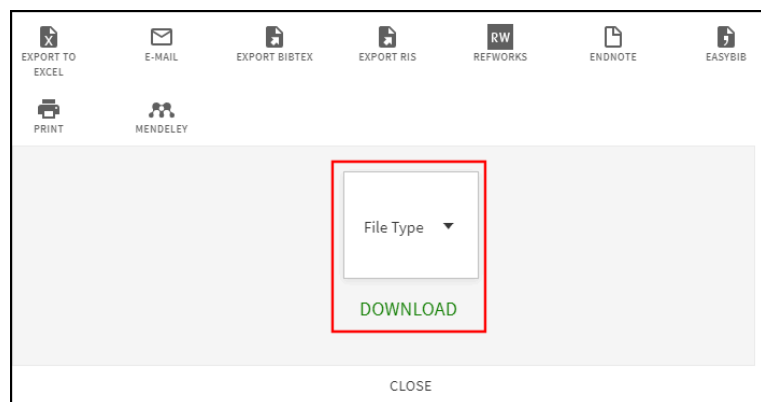 EXPORT TO
EXCEL
E-MAIL
EXPORT BIBTEX
EXPORT RIS
RW
REFWORKS
ENDNOTE
EASYBIB
PRINT
MENDELEY
File Type
DOWNLOAD
CLOSE